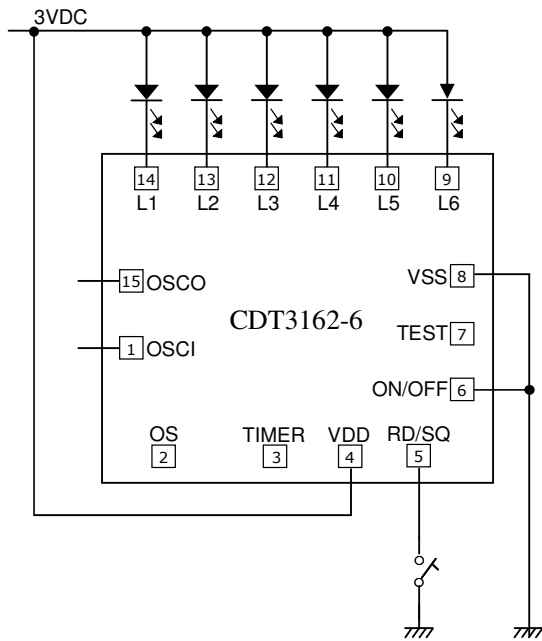 3VDC
14 13 12 11 10 9
L1 L2 L3 L4 L5 L6
VSS 8
15 OSCO
CDT3162-6
TEST 7
1 OSCI
ON/OFF 6
OS TIMER VDD RD/SQ
2 3 4 5